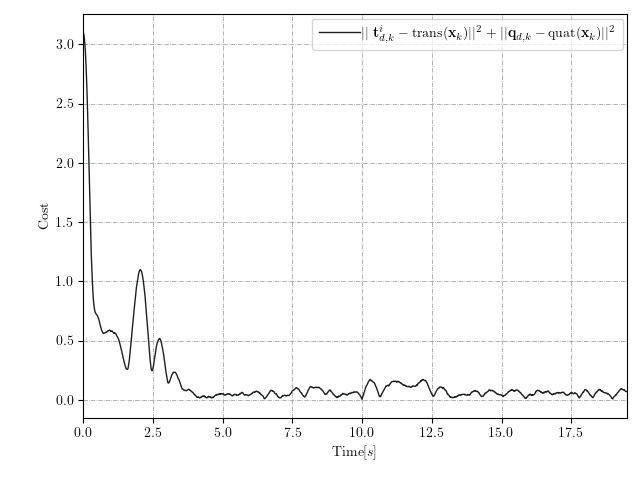 || t^i_{d,k} − trans(x_k)||^2 + ||q_{d,k} − quat(x_k)||^2
3.0
2.5
2.0
1.5
1.0
0.5
0.0
Cost
0.0 2.5 5.0 7.5 10.0 12.5 15.0 17.5
Time[s]